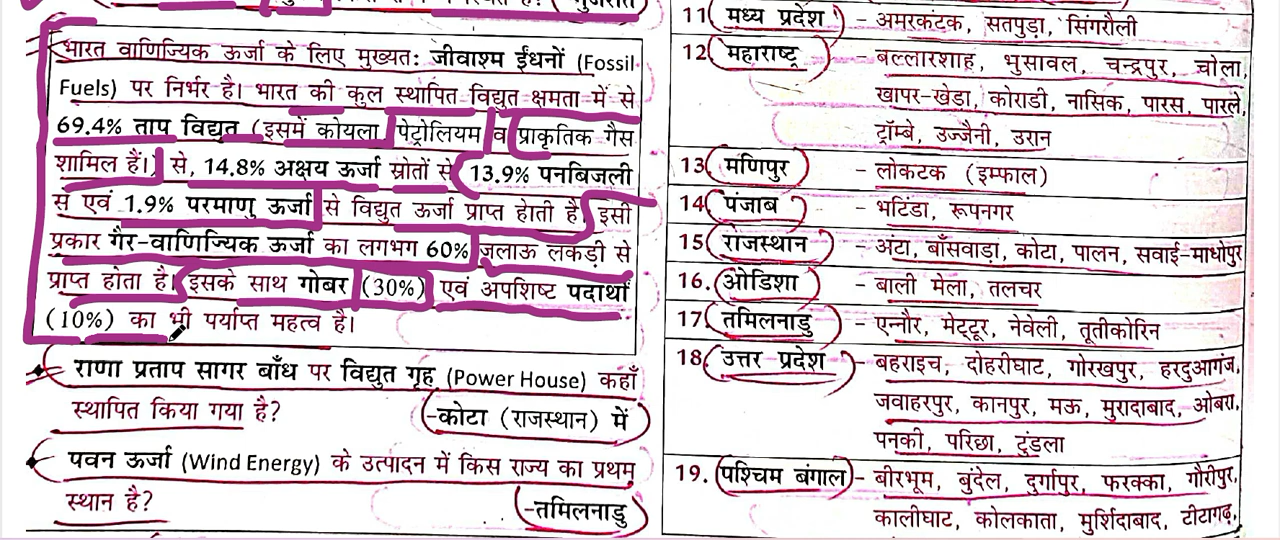 गुजरात
भारत वाणिज्यिक ऊर्जा के लिए मुख्यतः जीवाश्म ईंधनों (Fossil
Fuels) पर निर्भर है। भारत की कुल स्थापित विद्युत क्षमता में से
69.4% ताप विद्युत (इसमें कोयला पेट्रोलियम व प्राकृतिक गैस
शामिल हैं।) से, 14.8% अक्षय ऊर्जा स्रोतों से 13.9% पनबिजली
से एवं 1.9% परमाणु ऊर्जा से विद्युत ऊर्जा प्राप्त होती है इसी
प्रकार गैर-वाणिज्यिक ऊर्जा का लगभग 60% जलाऊ लकड़ी से
प्राप्त होता है। इसके साथ गोबर (30%) एवं अपशिष्ट पदार्थो
(10%) का भी पर्याप्त महत्व है।
राणा प्रताप सागर बाँध पर विद्युत गृह (Power House) कहाँ
स्थापित किया गया है?
-कोटा (राजस्थान) में
पवन ऊर्जा (Wind Energy) के उत्पादन में किस राज्य का प्रथम
स्थान है?
-तमिलनाडु
11 मध्य प्रदेश - अमरकटक, सतपुड़ा, सिंगरौली
12 महाराष्ट्र - बल्लारशाह, भुसावल, चन्द्रपुर, चोला,
खापर-खेडा, कोराडी, नासिक, पारस, पारले,
ट्रॉम्बे, उज्जैनी, उरान
13 मणिपुर - लोकटक (इम्फाल)
14 पंजाब - भटिंडा, रूपनगर
15 राजस्थान - अंटा, बाँसवाड़ा, कोटा, पालन, सवाई-माधोपुर
16. ओडिशा - बाली मेला, तलचर
17. तमिलनाडु - एन्नौर, मेट्टूर, नेवेली, तूतीकोरिन
18 उत्तर प्रदेश - बहराइच, दोहरीघाट, गोरखपुर, हरदुआगंज,
जवाहरपुर, कानपुर, मऊ, मुरादाबाद, ओबरा,
पनकी, परिछा, टुंडला
19. पश्चिम बंगाल - बीरभूम, बुंदेल, दुर्गापुर, फरक्का, गौरीपुर,
कालीघाट, कोलकाता, मुर्शिदाबाद, टीटागढ़,